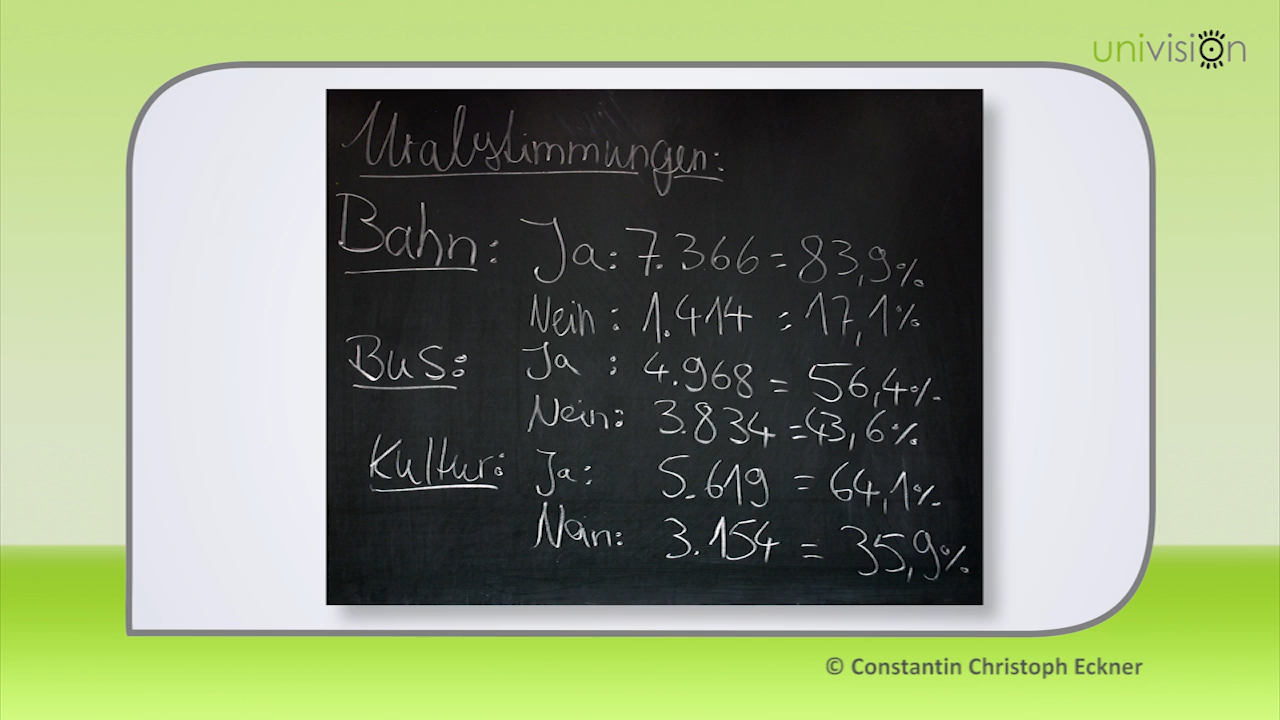 univision
Urabstimmungen:
Bahn: Ja: 7.366 = 83,9%
Nein: 1.414 = 17,1%
Bus: Ja: 4.968 = 56,4%
Nein: 3.834 = 43,6%
Kultur: Ja: 5.619 = 64,1%
Nein: 3.154 = 35,9%
© Constantin Christoph Eckner